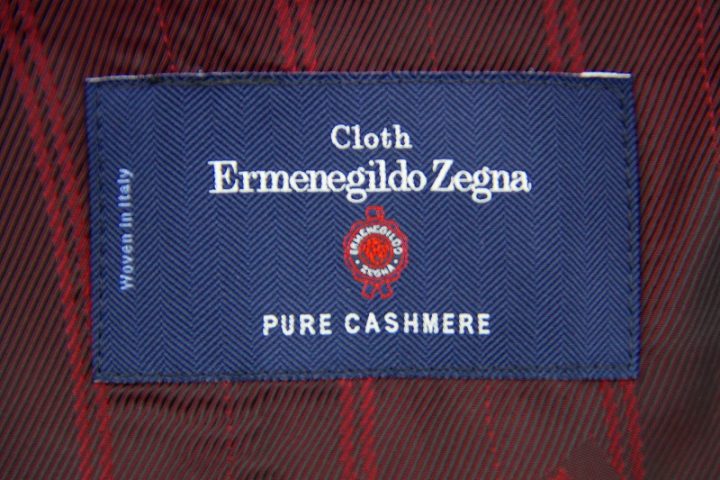 Cloth
Ermenegildo Zegna
ERMENEGILDO
ZEGNA
PURE CASHMERE
Woven in Italy